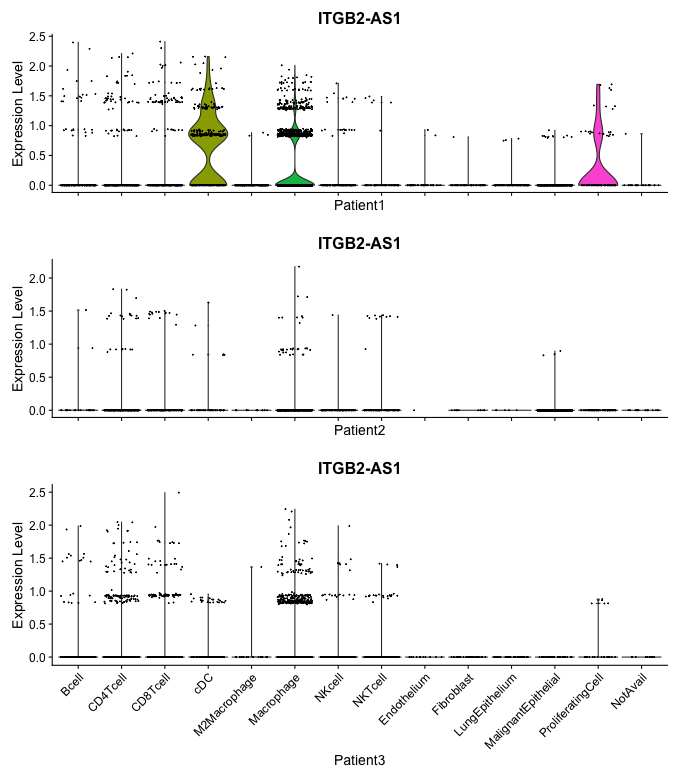 ITGB2-AS1
Expression Level
2.5
2.0
1.5
1.0
0.5
0.0
Patient1
ITGB2-AS1
Expression Level
2.0
1.5
1.0
0.5
0.0
Patient2
ITGB2-AS1
Expression Level
2.5
2.0
1.5
1.0
0.5
0.0
Bcell
CD4Tcell
CD8Tcell
cDC
M2Macrophage
Macrophage
NKcell
NKTcell
Endothelium
Fibroblast
LungEpithelium
MalignantEpithelial
ProliferatingCell
NotAvail
Patient3